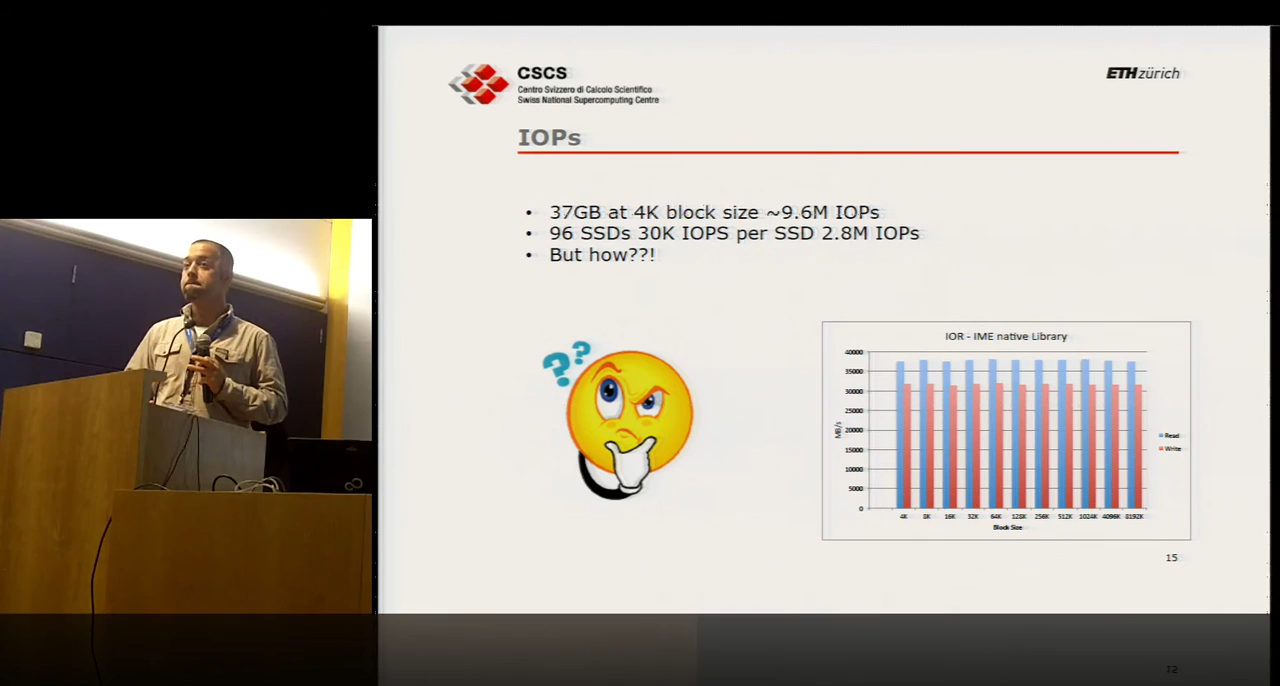 CSCS
Centro Svizzero di Calcolo Scientifico
Swiss National Supercomputing Centre
ETHzürich
IOPs
• 37GB at 4K block size ~9.6M IOPs
• 96 SSDs 30K IOPS per SSD 2.8M IOPs
• But how??!
??
IOR - IME native Library
40000
35000
30000
25000
20000
15000
10000
5000
0
MB/s
Read
Write
4K 8K 16K 32K 64K 128K 256K 512K 1024K 4096K 8192K
Block Size
15
12